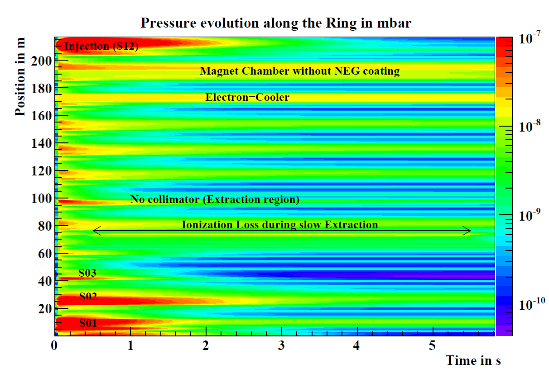 Pressure evolution along the Ring in mbar
Position in m
200
180
160
140
120
100
80
60
40
20
Injection (S12)
Magnet Chamber without NEG coating
Electron−Cooler
No collimator (Extraction region)
Ionization Loss during slow Extraction
S03
S02
S01
0
1
2
3
4
5
Time in s
10⁻⁷
10⁻⁸
10⁻⁹
10⁻¹⁰